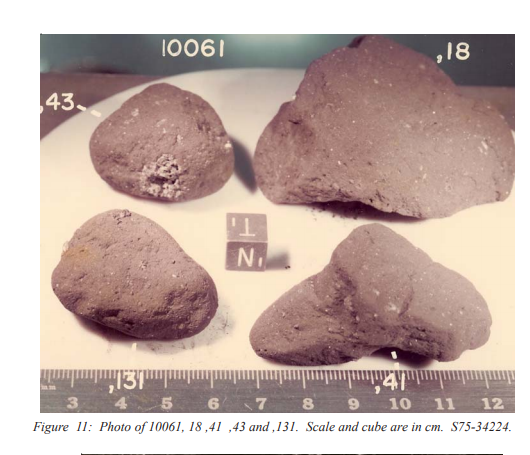 10061
,18
,43
T
N
,131
,41
3 4 5 6 7 8 9 10 11 12
Figure 11: Photo of 10061, 18 ,41 ,43 and ,131. Scale and cube are in cm. S75-34224.